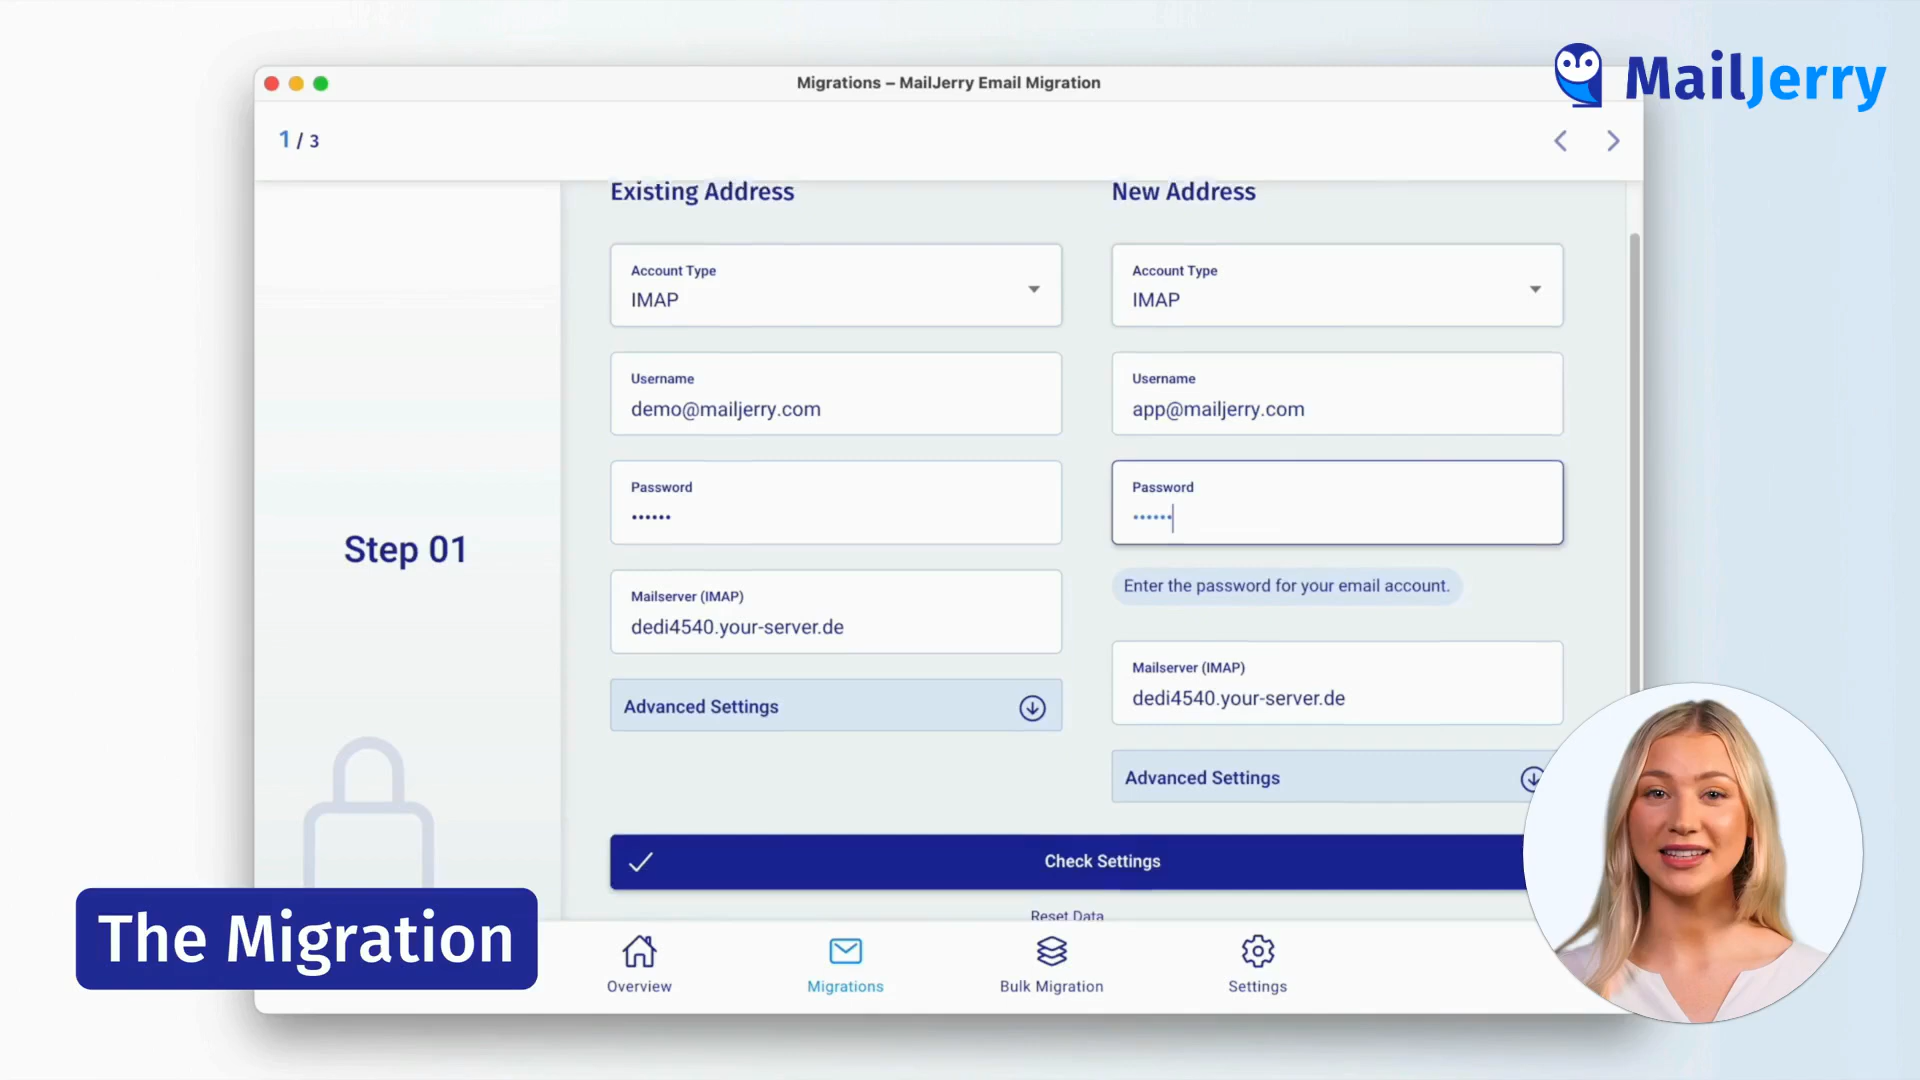 Migrations – MailJerry Email Migration
MailJerry
1 / 3
Existing Address
New Address
Account Type
IMAP
Account Type
IMAP
Username
demo@mailjerry.com
Username
app@mailjerry.com
Password
••••••
Password
••••••
Enter the password for your email account.
Mailserver (IMAP)
dedi4540.your-server.de
Mailserver (IMAP)
dedi4540.your-server.de
Advanced Settings
Advanced Settings
Step 01
Check Settings
Reset Data
The Migration
Overview
Migrations
Bulk Migration
Settings